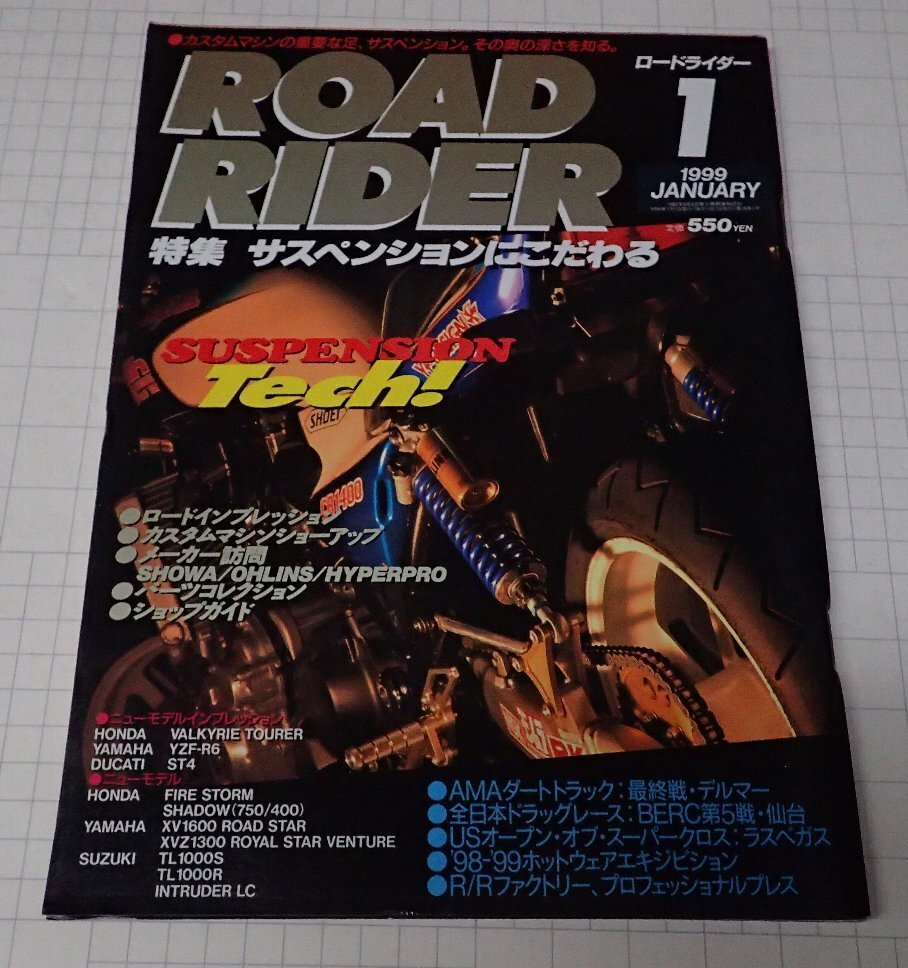 ●カスタムマシンの重要な足、サスペンション。その奥の深さを知る。
ROAD
RIDER
ロードライダー
1
1999
JANUARY
定価550YEN
特集 サスペンションにこだわる
SUSPENSION
Tech!
SHOEI
●ロードインプレッション
●カスタムマシンショーアップ
●メーカー訪問
SHOWA/OHLINS/HYPERPRO
●パーツコレクション
●ショップガイド
●ニューモデルインプレッション
HONDA VALKYRIE TOURER
YAMAHA YZF-R6
DUCATI ST4
●ニューモデル
HONDA FIRE STORM
SHADOW(750/400)
YAMAHA XV1600 ROAD STAR
XVZ1300 ROYAL STAR VENTURE
SUZUKI TL1000S
TL1000R
INTRUDER LC
●AMAダートトラック:最終戦・デルマー
●全日本ドラッグレース:BERC第5戦・仙台
●USオープン・オブ・スーパークロス:ラスベガス
●'98-'99ホットウェアエキジビション
●R/Rファクトリー、プロフェッショナルプレス